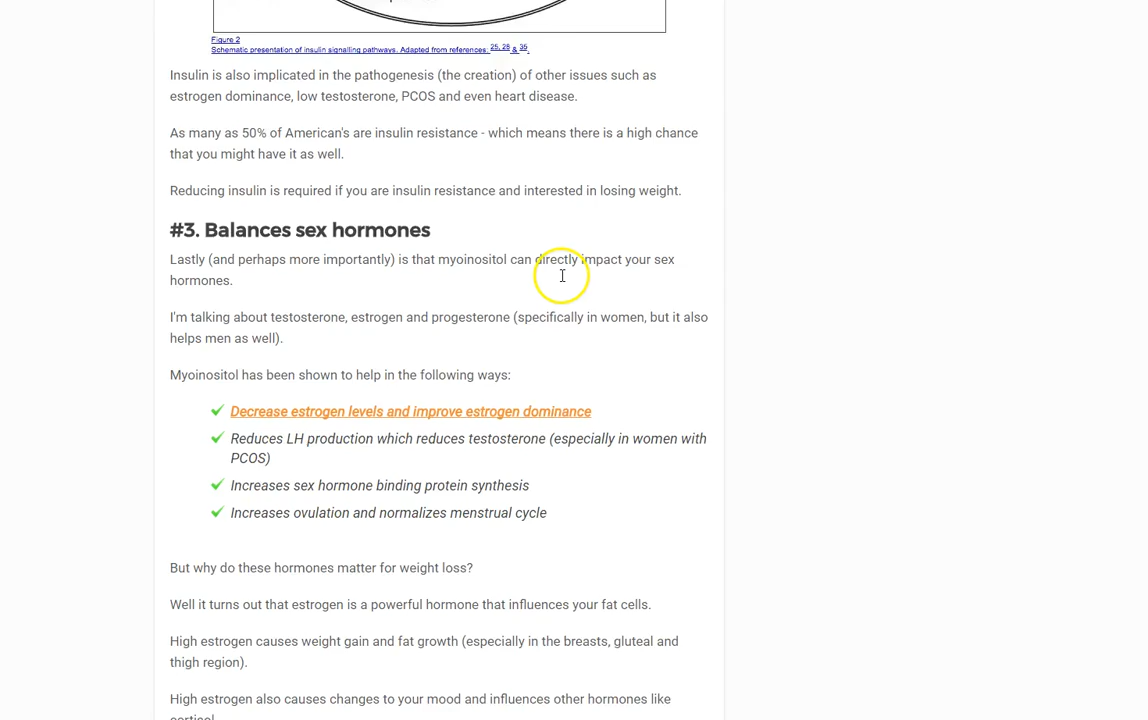 Figure 2
Schematic presentation of insulin signalling pathways. Adapted from references: 25, 28 & 35.
Insulin is also implicated in the pathogenesis (the creation) of other issues such as
estrogen dominance, low testosterone, PCOS and even heart disease.
As many as 50% of American's are insulin resistance - which means there is a high chance
that you might have it as well.
Reducing insulin is required if you are insulin resistance and interested in losing weight.
#3. Balances sex hormones
Lastly (and perhaps more importantly) is that myoinositol can directly impact your sex
hormones.
I'm talking about testosterone, estrogen and progesterone (specifically in women, but it also
helps men as well).
Myoinositol has been shown to help in the following ways:
Decrease estrogen levels and improve estrogen dominance
Reduces LH production which reduces testosterone (especially in women with
PCOS)
Increases sex hormone binding protein synthesis
Increases ovulation and normalizes menstrual cycle
But why do these hormones matter for weight loss?
Well it turns out that estrogen is a powerful hormone that influences your fat cells.
High estrogen causes weight gain and fat growth (especially in the breasts, gluteal and
thigh region).
High estrogen also causes changes to your mood and influences other hormones like
cortisol.